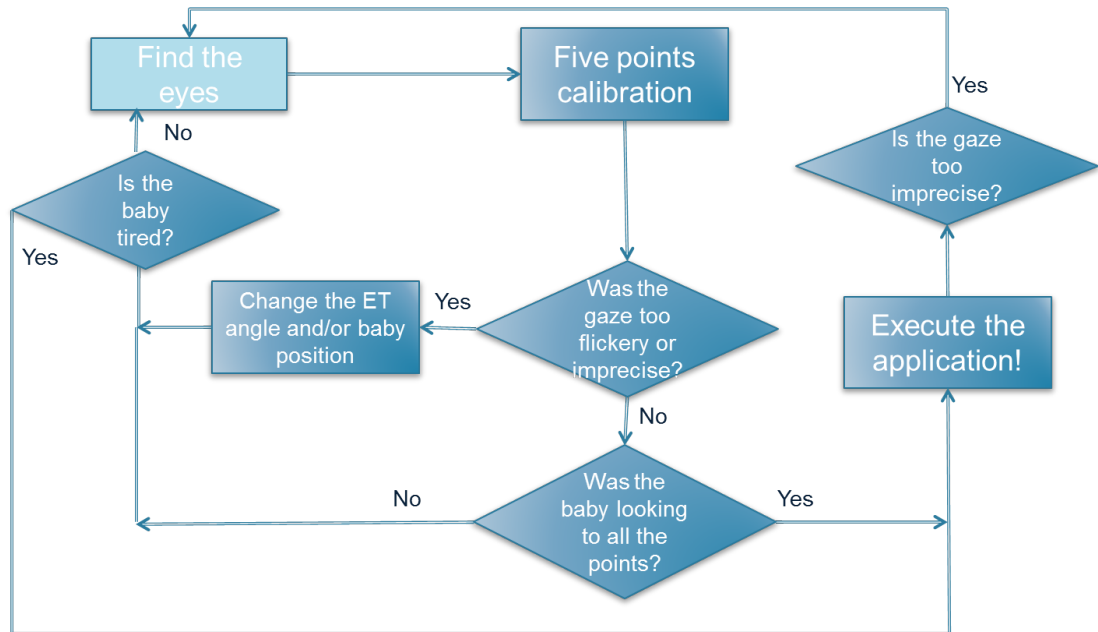 Find the
eyes
Five points
calibration
Yes
No
Is the
baby
tired?
Is the gaze
too
imprecise?
Yes
Change the ET
angle and/or baby
position
Yes
Was the
gaze too
flickery or
imprecise?
Execute the
application!
No
No
Was the
baby looking
to all the
points?
Yes